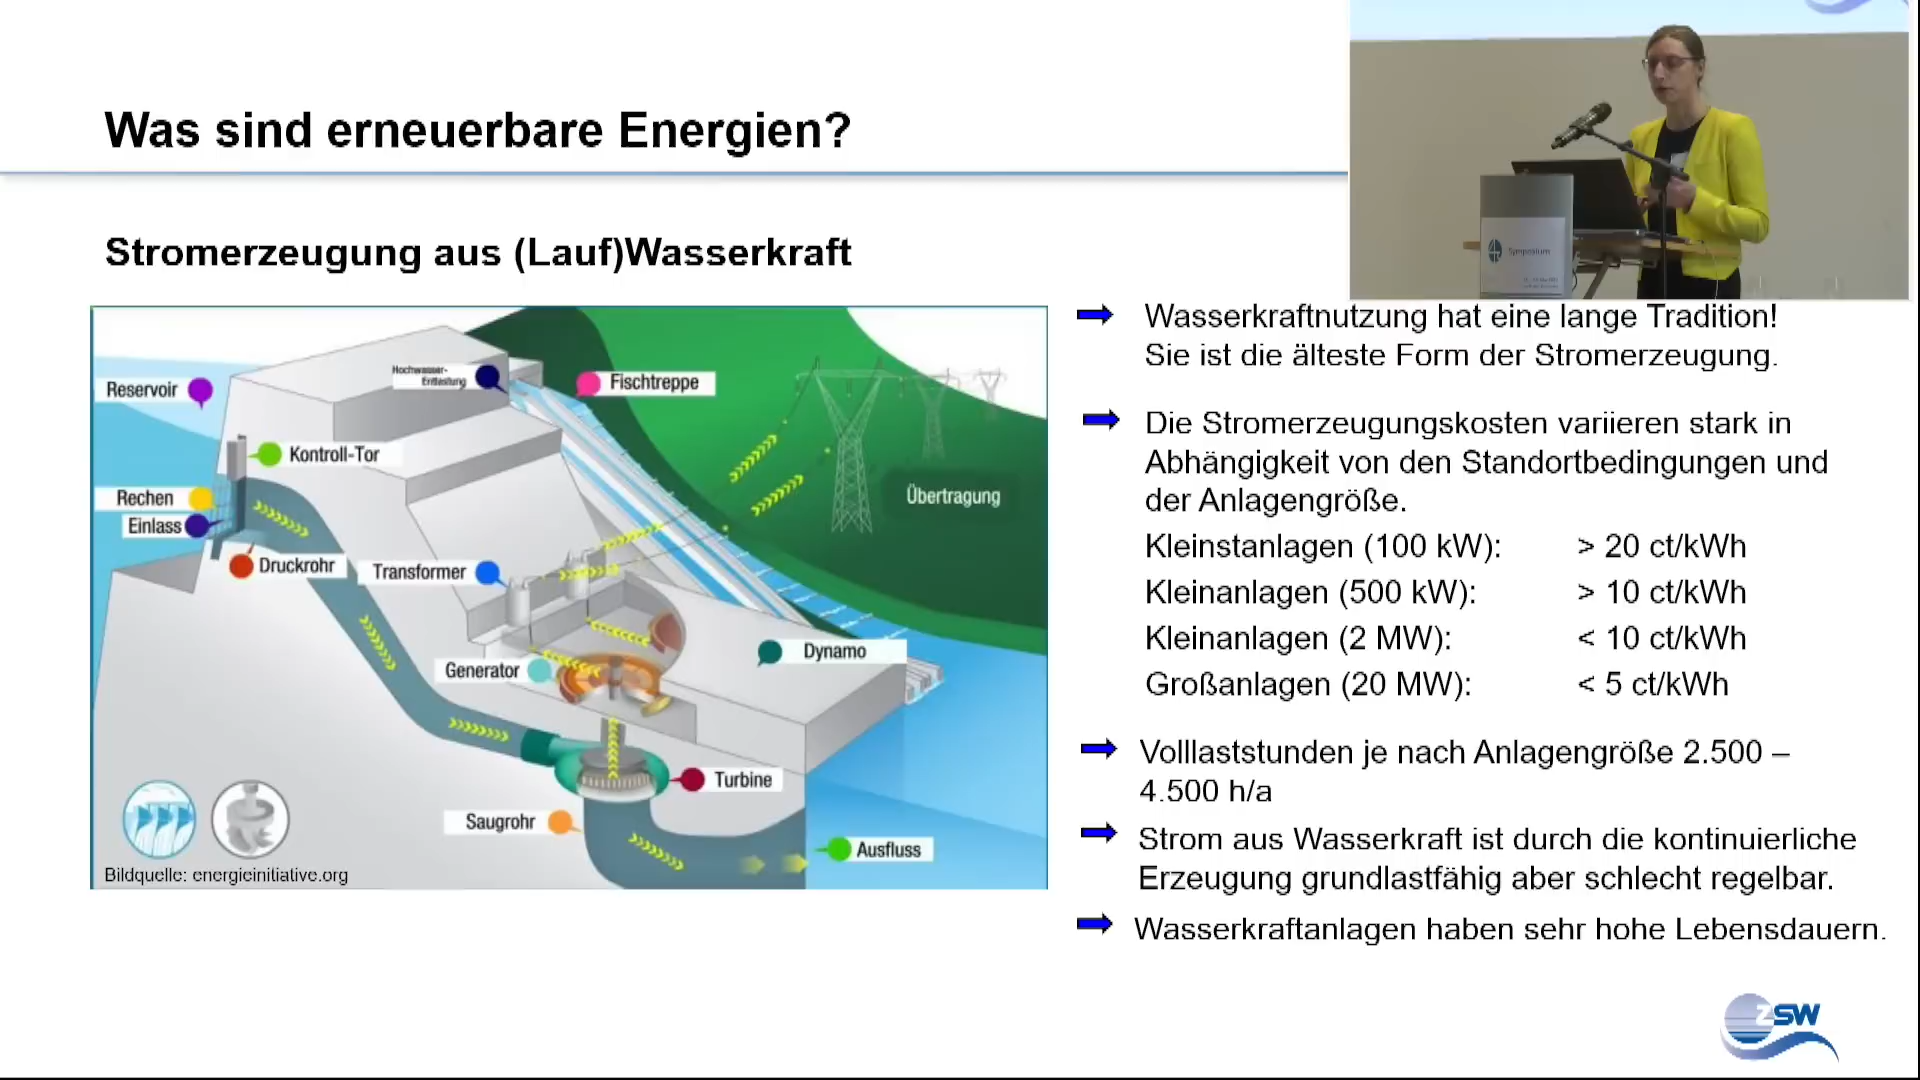 Was sind erneuerbare Energien?
Symposium
Stromerzeugung aus (Lauf)Wasserkraft
Reservoir
Hochwasser-
Entlastung
Fischtreppe
Kontroll-Tor
Rechen
Einlass
Druckrohr
Transformer
Übertragung
Generator
Dynamo
Turbine
Saugrohr
Ausfluss
Bildquelle: energieinitiative.org
Wasserkraftnutzung hat eine lange Tradition!
Sie ist die älteste Form der Stromerzeugung.
Die Stromerzeugungskosten variieren stark in
Abhängigkeit von den Standortbedingungen und
der Anlagengröße.
Kleinstanlagen (100 kW): > 20 ct/kWh
Kleinanlagen (500 kW): > 10 ct/kWh
Kleinanlagen (2 MW): < 10 ct/kWh
Großanlagen (20 MW): < 5 ct/kWh
Volllaststunden je nach Anlagengröße 2.500 –
4.500 h/a
Strom aus Wasserkraft ist durch die kontinuierliche
Erzeugung grundlastfähig aber schlecht regelbar.
Wasserkraftanlagen haben sehr hohe Lebensdauern.
ZSW